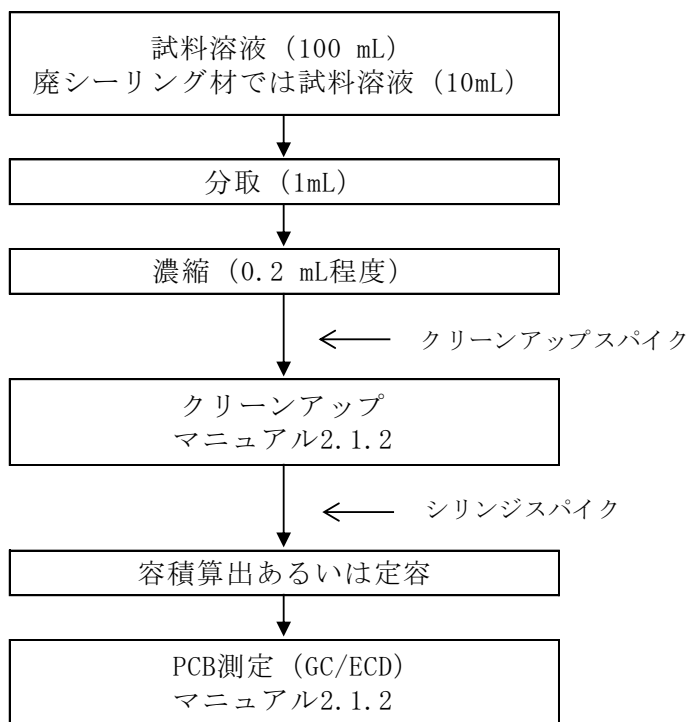 試料溶液（100 mL）
廃シーリング材では試料溶液（10mL）
分取（1mL）
濃縮（0.2 mL程度）
クリーンアップスパイク
クリーンアップ
マニュアル2.1.2
シリンジスパイク
容積算出あるいは定容
PCB測定（GC/ECD）
マニュアル2.1.2